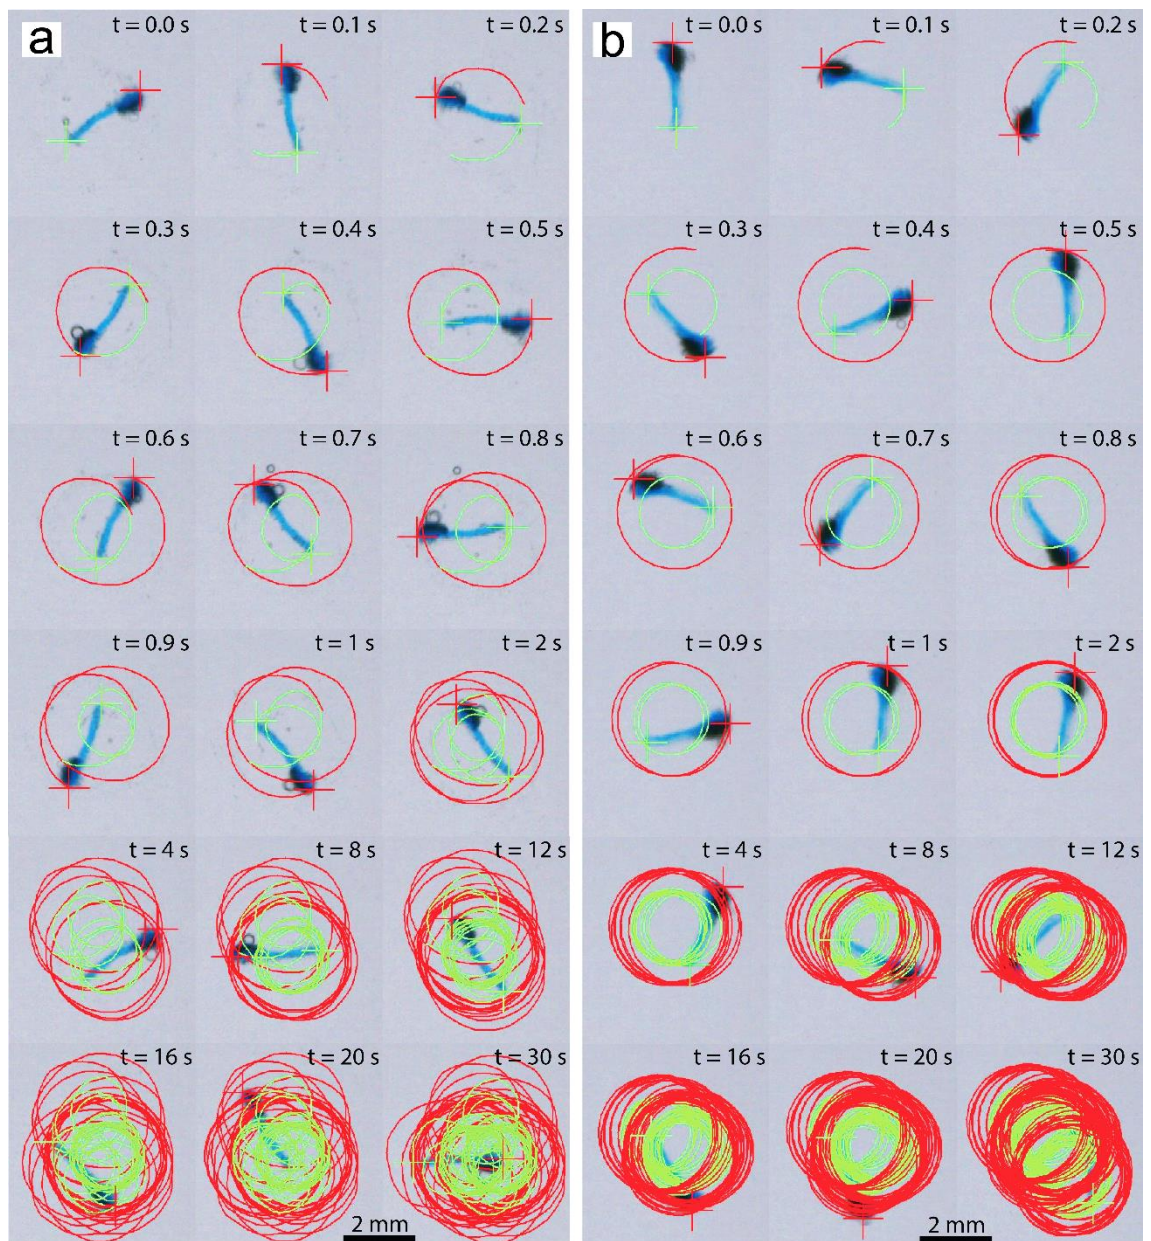 a
t = 0.0 s t = 0.1 s t = 0.2 s
t = 0.3 s t = 0.4 s t = 0.5 s
t = 0.6 s t = 0.7 s t = 0.8 s
t = 0.9 s t = 1 s t = 2 s
t = 4 s t = 8 s t = 12 s
t = 16 s t = 20 s t = 30 s
2 mm
b
t = 0.0 s t = 0.1 s t = 0.2 s
t = 0.3 s t = 0.4 s t = 0.5 s
t = 0.6 s t = 0.7 s t = 0.8 s
t = 0.9 s t = 1 s t = 2 s
t = 4 s t = 8 s t = 12 s
t = 16 s t = 20 s t = 30 s
2 mm